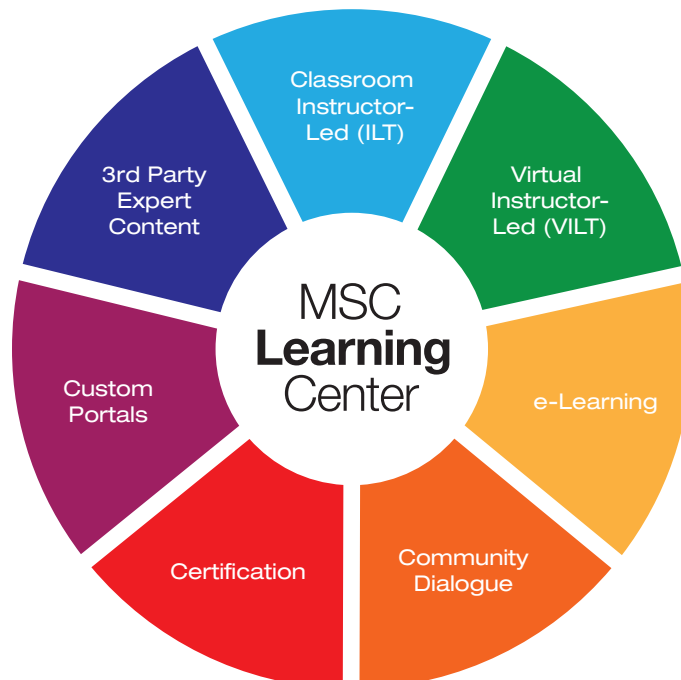 Classroom
Instructor-
Led (ILT)
Virtual
Instructor-
Led (VILT)
e-Learning
Community
Dialogue
Certification
Custom
Portals
3rd Party
Expert
Content
MSC
Learning
Center